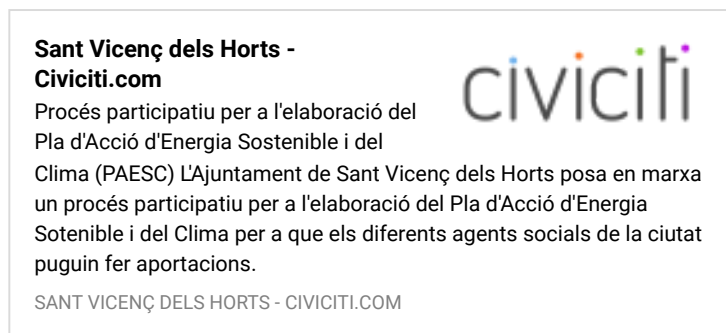 Sant Vicenç dels Horts -
Civiciti.com
civiciti
Procés participatiu per a l'elaboració del
Pla d'Acció d'Energia Sostenible i del
Clima (PAESC) L'Ajuntament de Sant Vicenç dels Horts posa en marxa
un procés participatiu per a l'elaboració del Pla d'Acció d'Energia
Sotenible i del Clima per a que els diferents agents socials de la ciutat
puguin fer aportacions.
SANT VICENÇ DELS HORTS - CIVICITI.COM